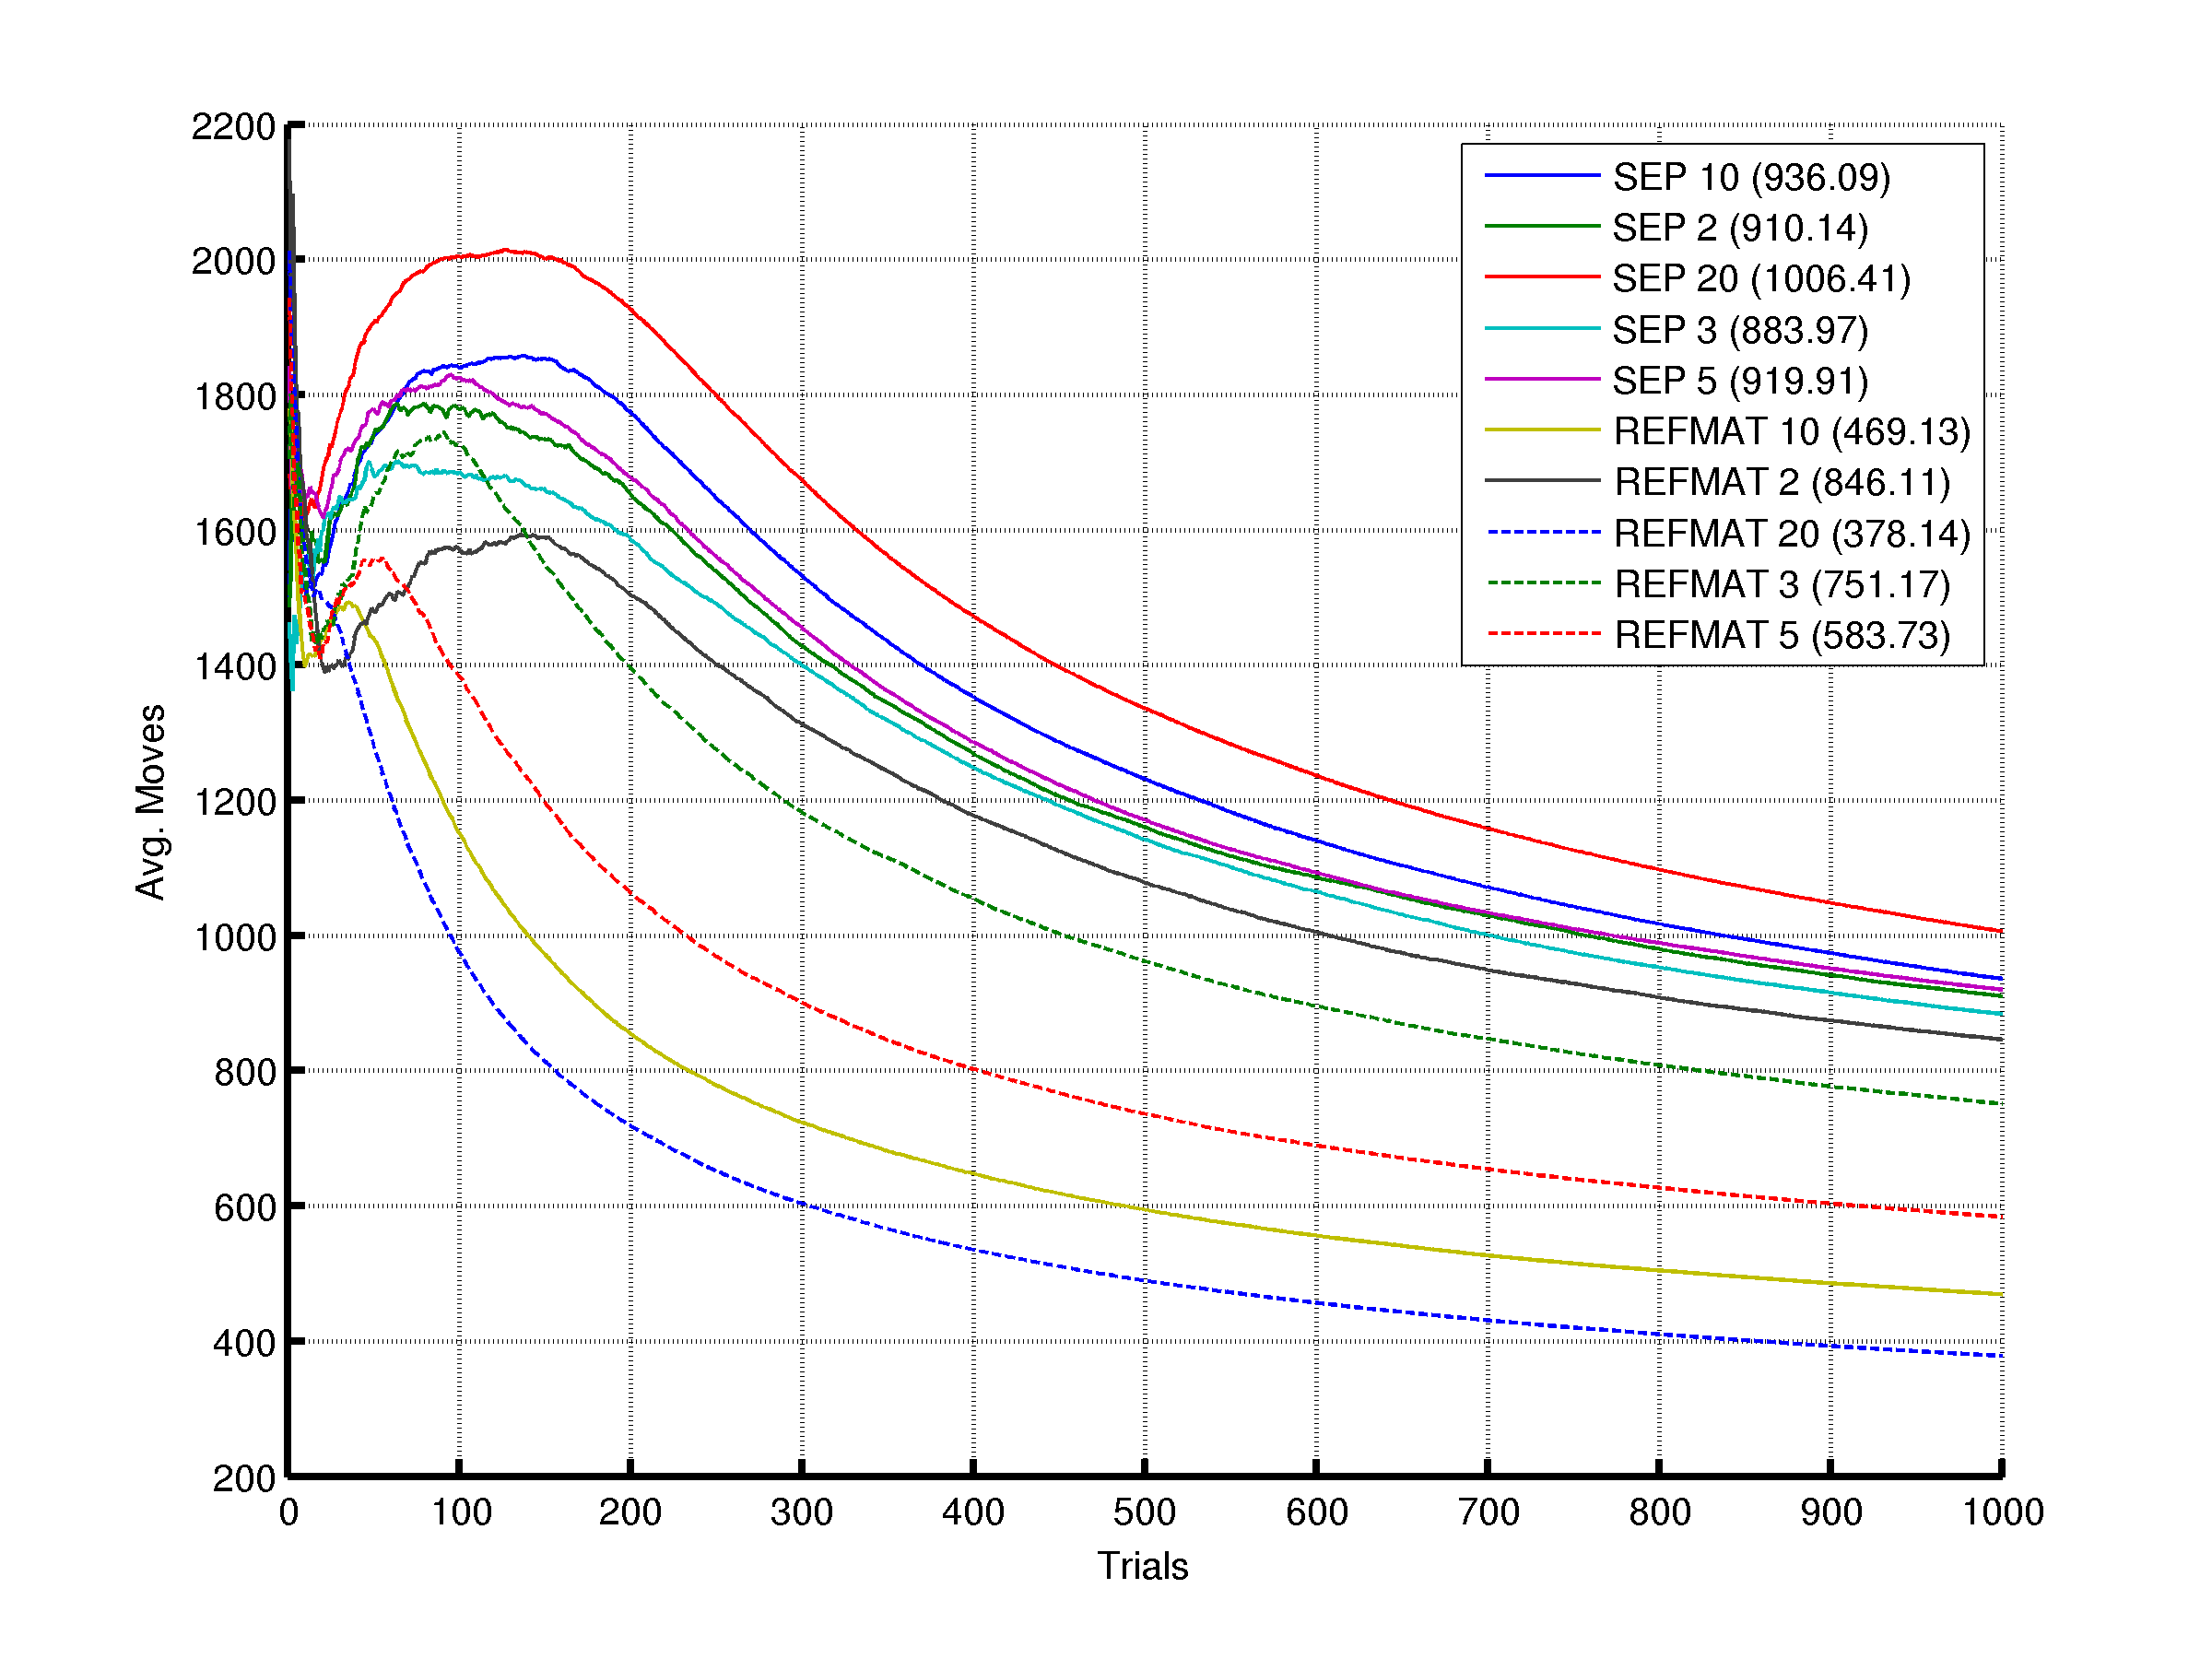 2200
2000
1800
1600
1400
1200
1000
800
600
400
200
Avg. Moves
0 100 200 300 400 500 600 700 800 900 1000
Trials
SEP 10 (936.09)
SEP 2 (910.14)
SEP 20 (1006.41)
SEP 3 (883.97)
SEP 5 (919.91)
REFMAT 10 (469.13)
REFMAT 2 (846.11)
REFMAT 20 (378.14)
REFMAT 3 (751.17)
REFMAT 5 (583.73)